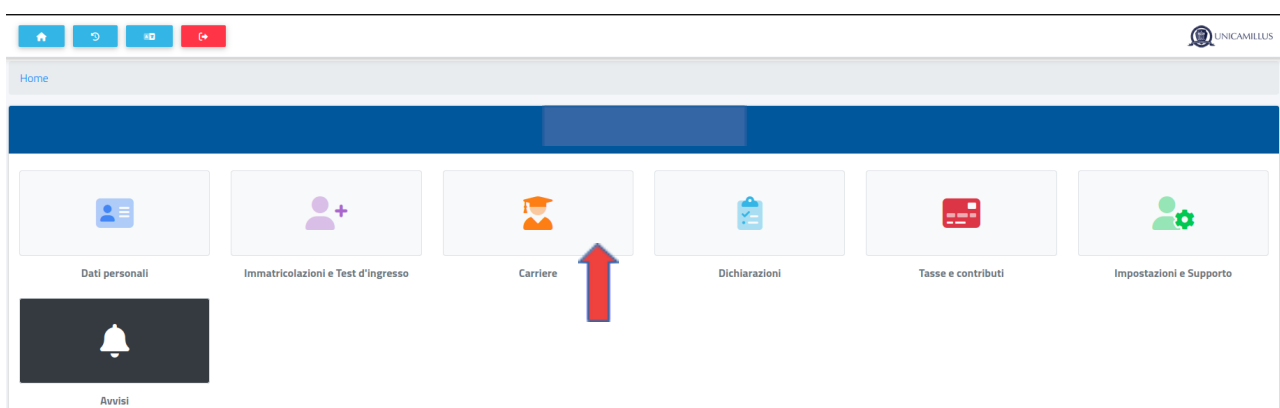 UNICAMILLUS
Home
Dati personali
Immatricolazioni e Test d'ingresso
Carriere
Dichiarazioni
Tasse e contributi
Impostazioni e Supporto
Avvisi